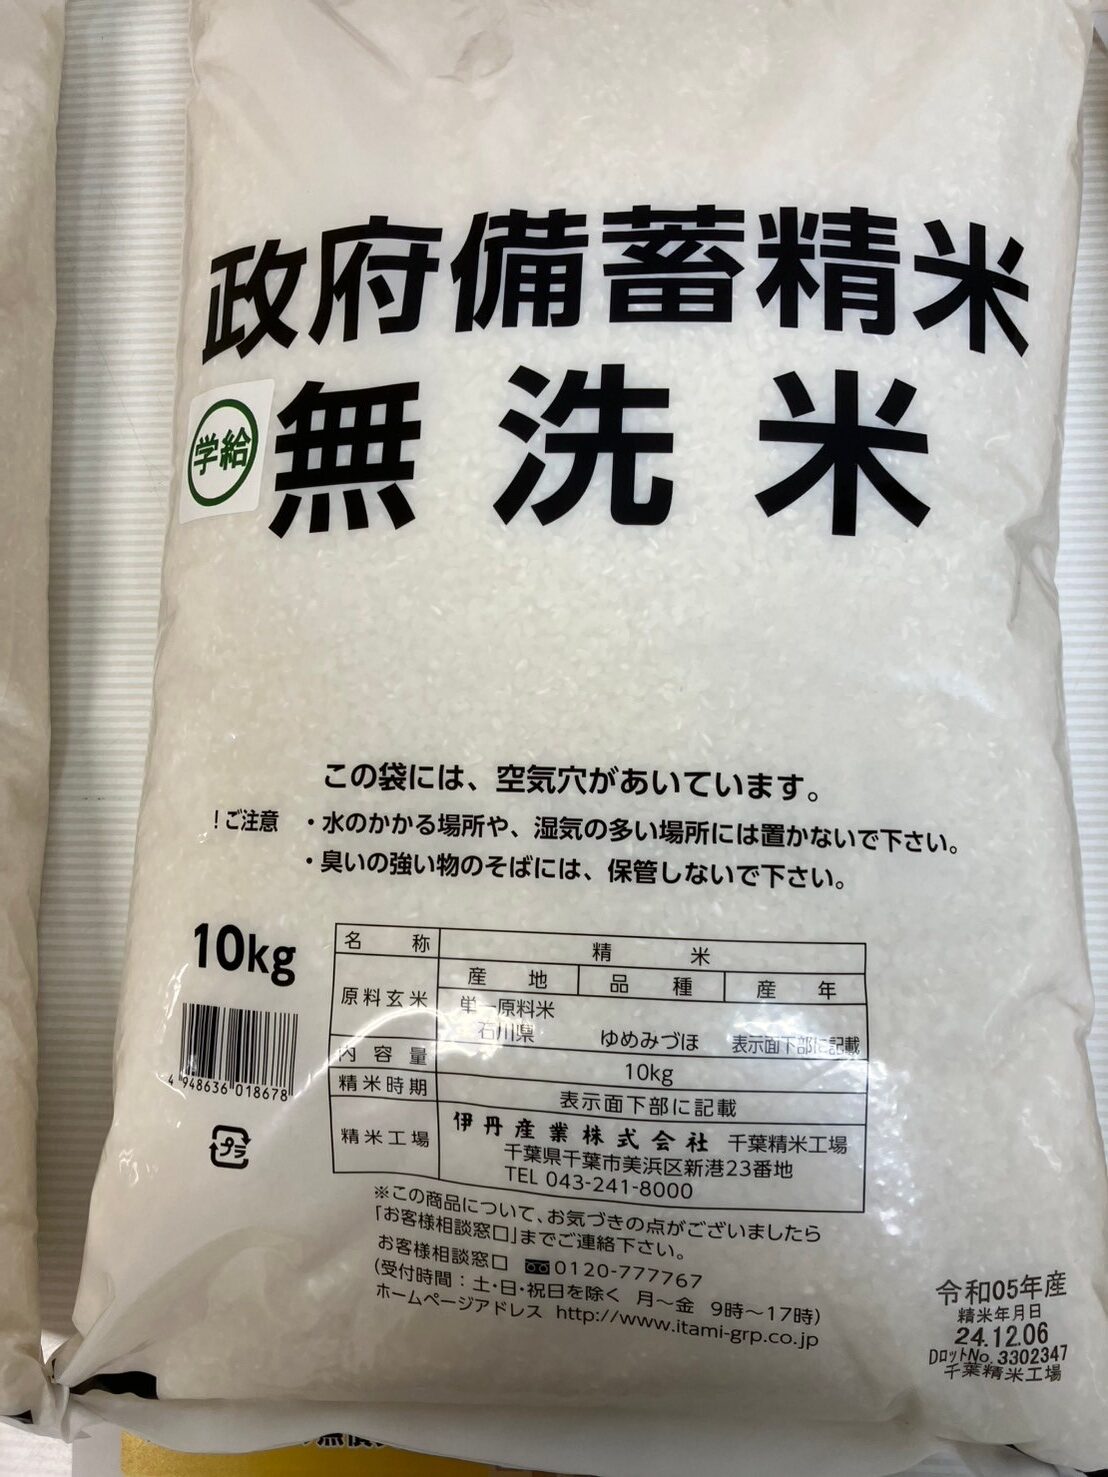 政府備蓄精米
学給
無洗米
この袋には、空気穴があいています。
！ご注意 ・水のかかる場所や、湿気の多い場所には置かないで下さい。
・臭いの強い物のそばには、保管しないで下さい。
10kg
4 948636 018678
プラ
名称 精米
原料玄米 産地 品種 産年
単一原料米
石川県 ゆめみづほ 表示面下部に記載
内容量 10kg
精米時期 表示面下部に記載
精米工場 伊丹産業株式会社 千葉精米工場
千葉県千葉市美浜区新港23番地
TEL 043-241-8000
※この商品について、お気づきの点がございましたら
「お客様相談窓口」までご連絡下さい。
お客様相談窓口 0120-777767
(受付時間：土・日・祝日を除く 月～金 9時～17時)
ホームページアドレス http://www.itami-grp.co.jp
令和05年産
精米年月日
24.12.06
DロットNo. 3302347
千葉精米工場